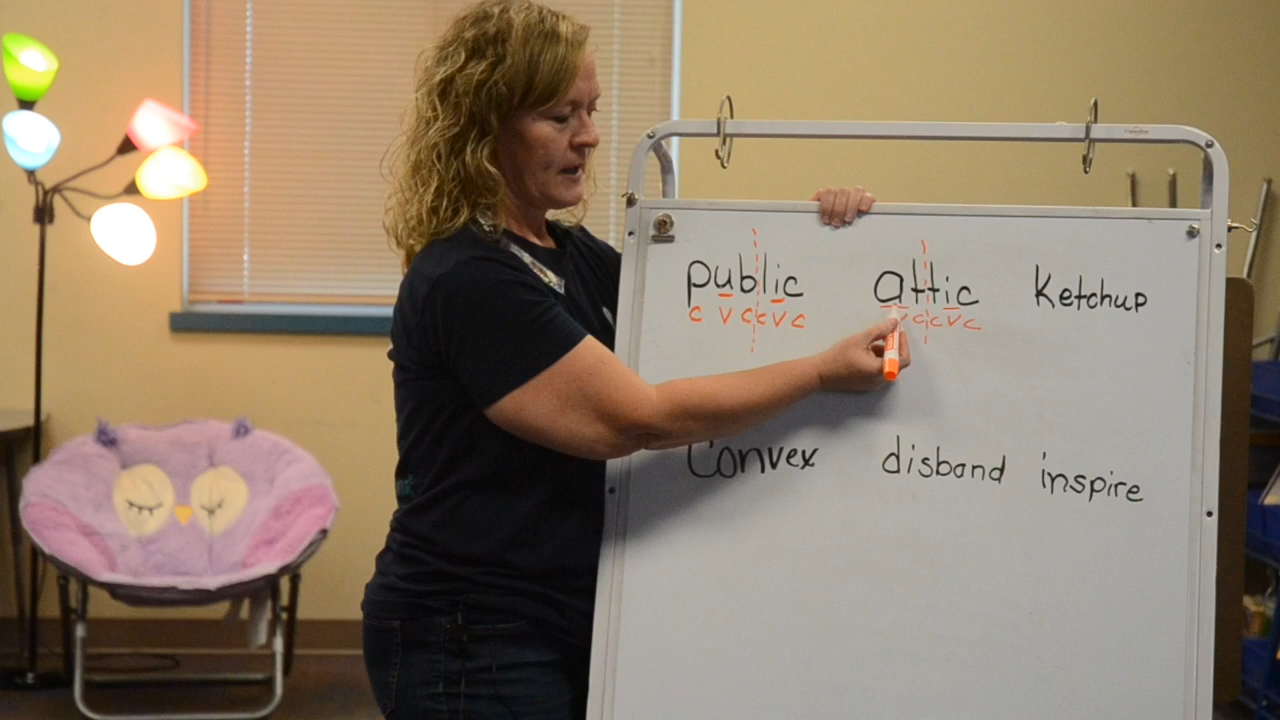 public attic Ketchup
c v c c v c v c c v c
Convex disband inspire